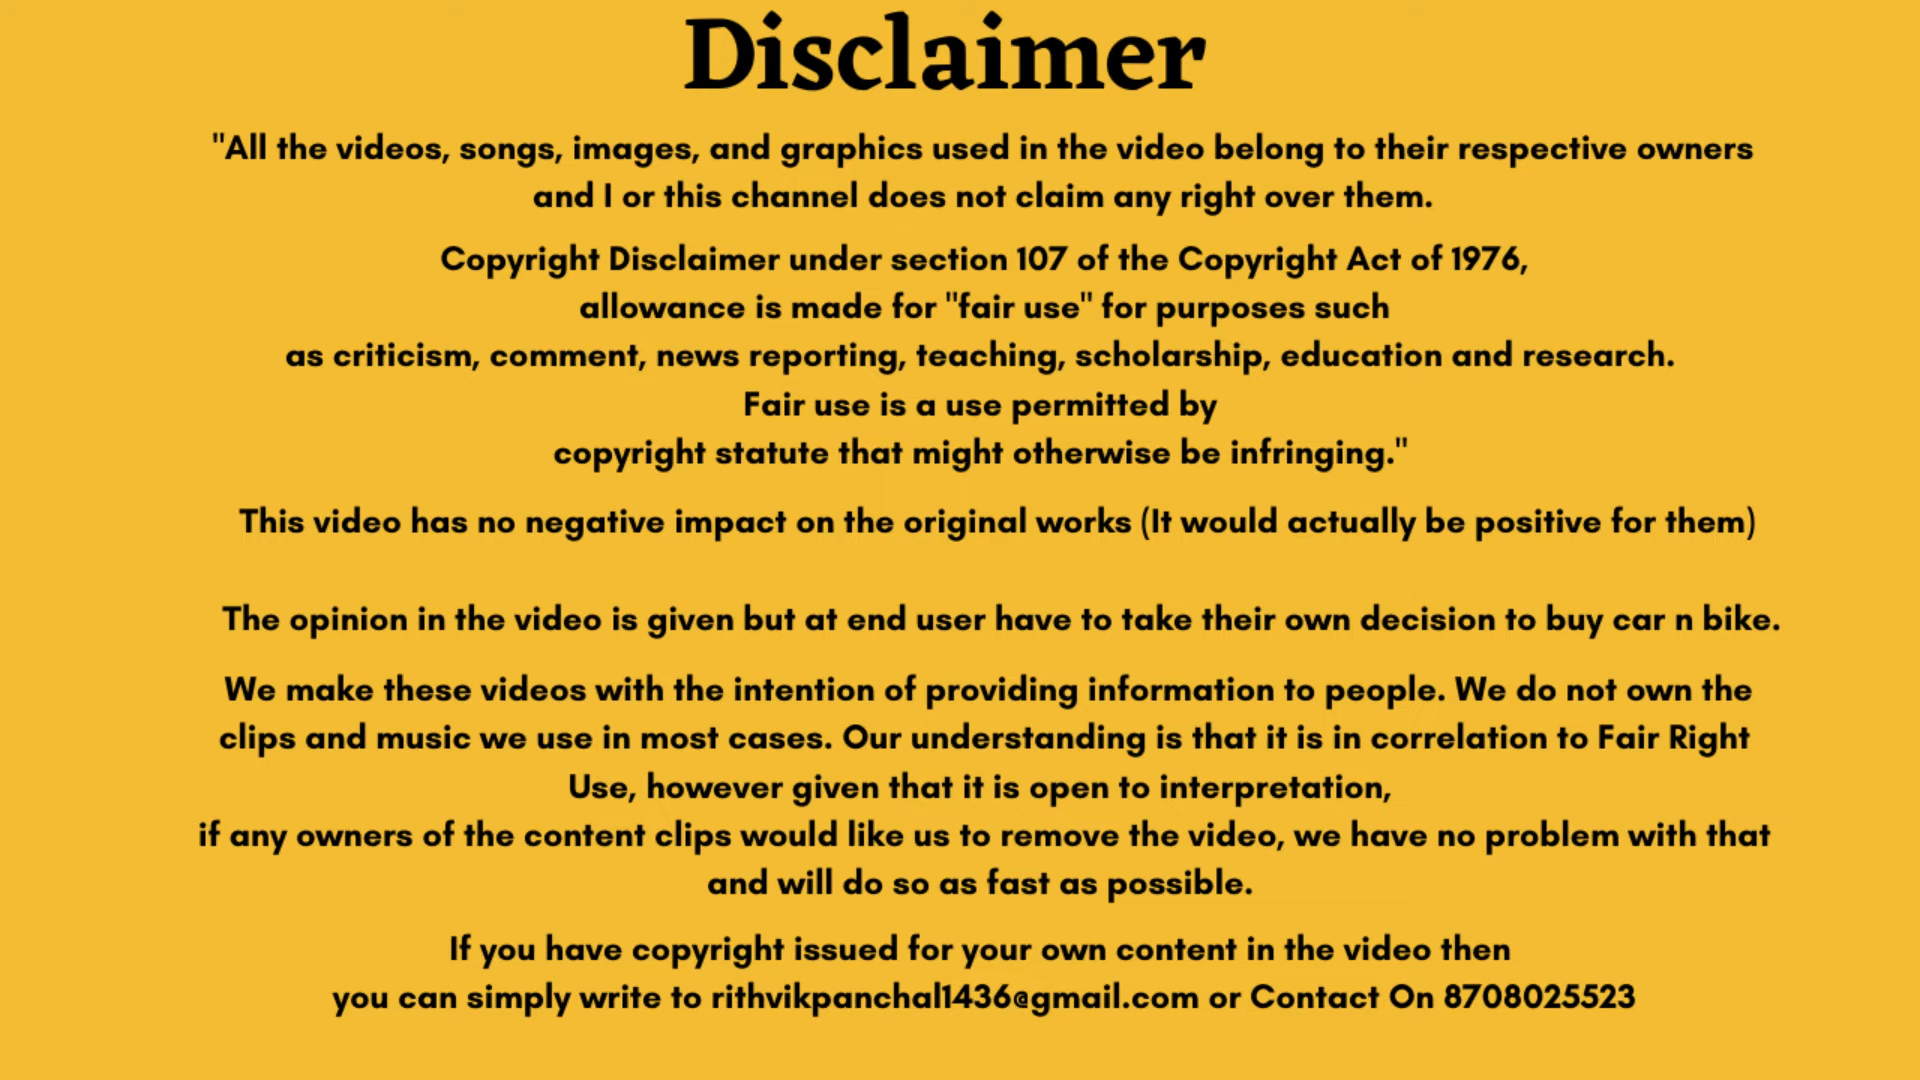 Disclaimer
"All the videos, songs, images, and graphics used in the video belong to their respective owners
and I or this channel does not claim any right over them.
Copyright Disclaimer under section 107 of the Copyright Act of 1976,
allowance is made for "fair use" for purposes such
as criticism, comment, news reporting, teaching, scholarship, education and research.
Fair use is a use permitted by
copyright statute that might otherwise be infringing."
This video has no negative impact on the original works (It would actually be positive for them)
The opinion in the video is given but at end user have to take their own decision to buy car n bike.
We make these videos with the intention of providing information to people. We do not own the
clips and music we use in most cases. Our understanding is that it is in correlation to Fair Right
Use, however given that it is open to interpretation,
if any owners of the content clips would like us to remove the video, we have no problem with that
and will do so as fast as possible.
If you have copyright issued for your own content in the video then
you can simply write to rithvikpanchal1436@gmail.com or Contact On 8708025523